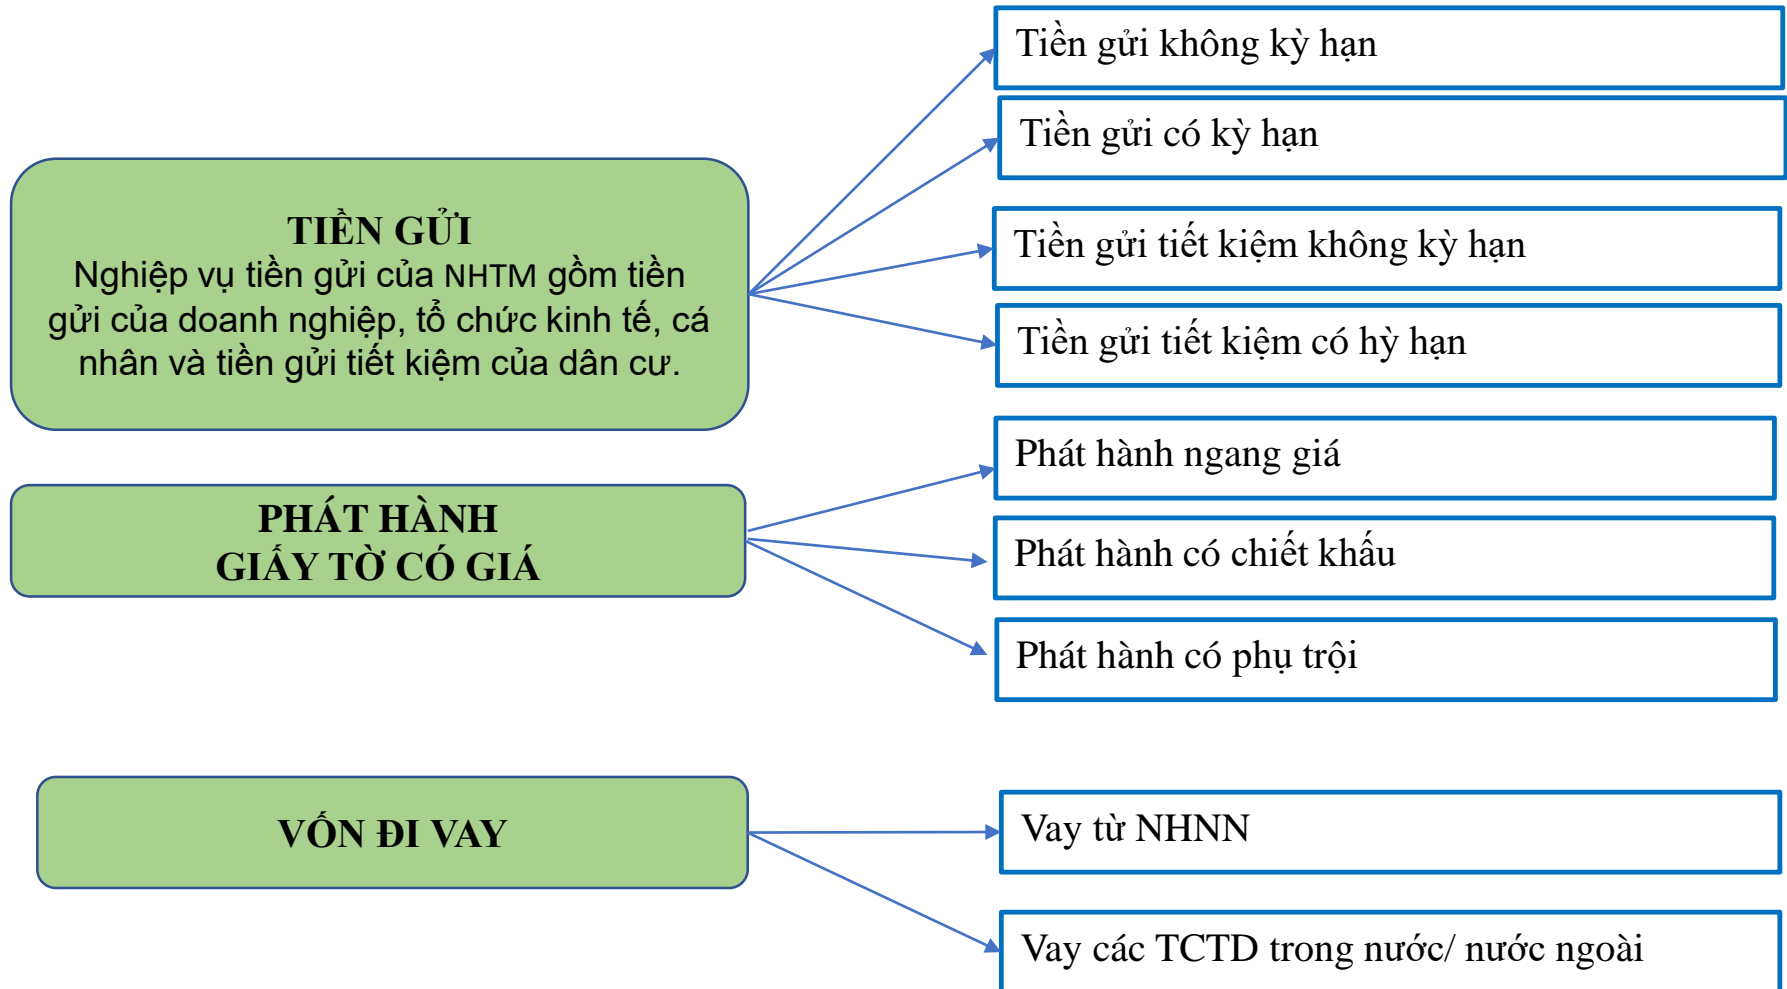 TIỀN GỬI
Nghiệp vụ tiền gửi của NHTM gồm tiền
gửi của doanh nghiệp, tổ chức kinh tế, cá
nhân và tiền gửi tiết kiệm của dân cư.
Tiền gửi không kỳ hạn
Tiền gửi có kỳ hạn
Tiền gửi tiết kiệm không kỳ hạn
Tiền gửi tiết kiệm có hỳ hạn
PHÁT HÀNH
GIẤY TỜ CÓ GIÁ
Phát hành ngang giá
Phát hành có chiết khấu
Phát hành có phụ trội
VỐN ĐI VAY
Vay từ NHNN
Vay các TCTD trong nước/ nước ngoài